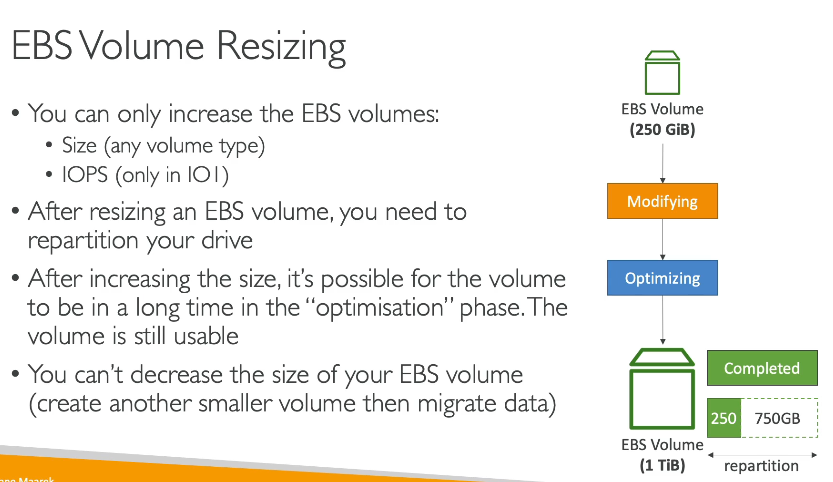 EBS Volume Resizing
• You can only increase the EBS volumes:
• Size (any volume type)
• IOPS (only in IO1)
• After resizing an EBS volume, you need to
repartition your drive
• After increasing the size, it's possible for the volume
to be in a long time in the "optimisation" phase. The
volume is still usable
• You can't decrease the size of your EBS volume
(create another smaller volume then migrate data)
EBS Volume
(250 GiB)
Modifying
Optimizing
Completed
250
750GB
EBS Volume
(1 TiB)
repartition
Maarek